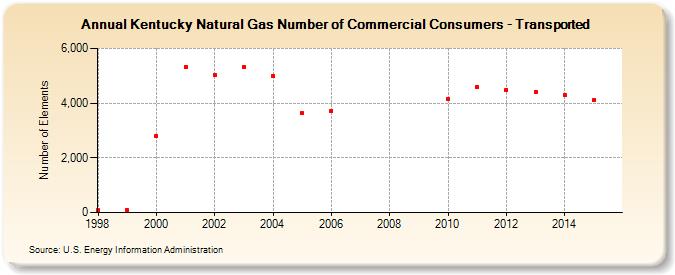 Annual Kentucky Natural Gas Number of Commercial Consumers - Transported
Number of Elements
6,000
4,000
2,000
0
1998 2000 2002 2004 2006 2008 2010 2012 2014
Source: U.S. Energy Information Administration